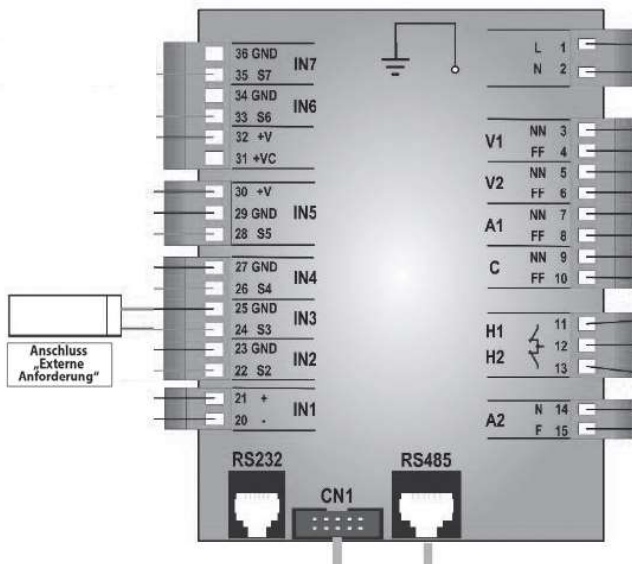 36 GND
IN7
35 S7
34 GND
IN6
33 S6
32 +V
31 +VC
30 +V
29 GND IN5
28 S5
27 GND
IN4
26 S4
25 GND
IN3
24 S3
23 GND
IN2
22 S2
21 +
IN1
20 -
Anschluss
„Externe
Anforderung“
L 1
N 2
V1
NN 3
FF 4
V2
NN 5
FF 6
A1
NN 7
FF 8
C
NN 9
FF 10
H1
11
12
H2
13
A2
N 14
F 15
RS232
CN1
RS485